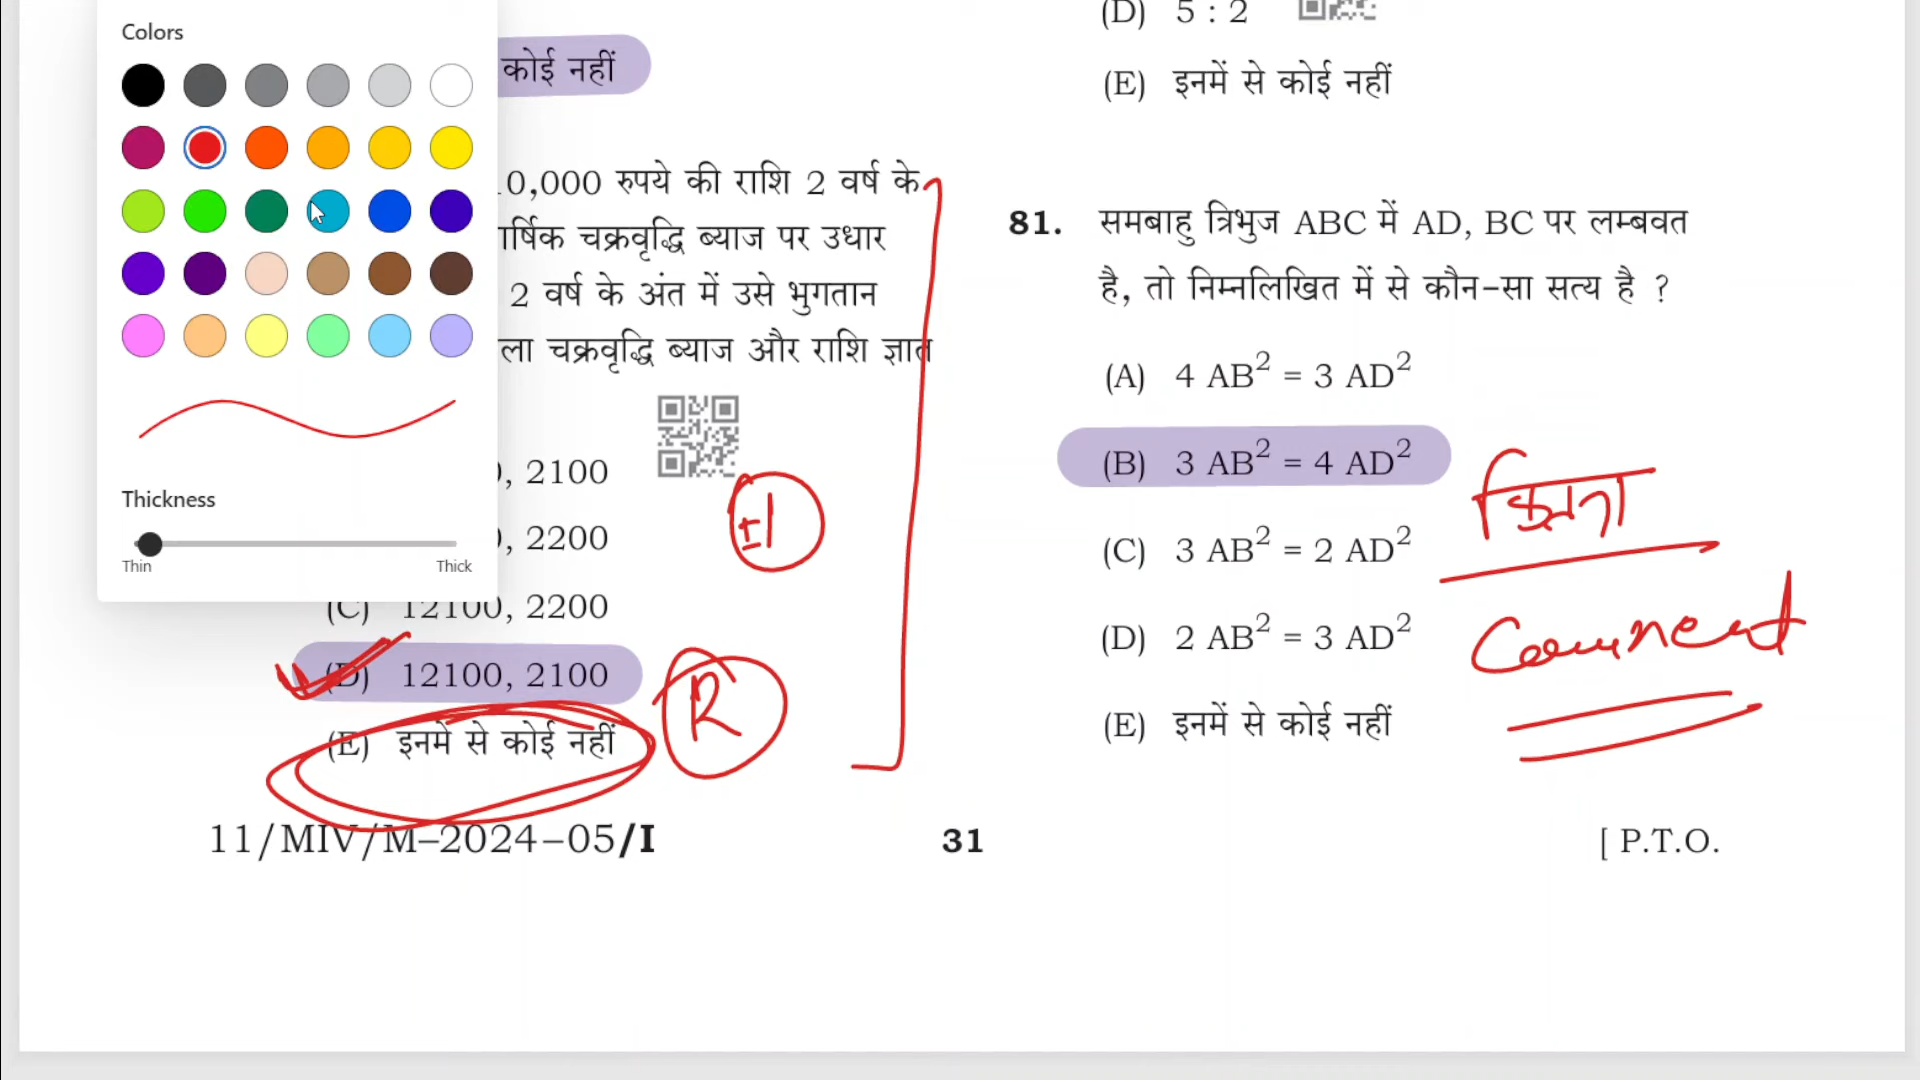 Colors
Thickness
Thin
Thick
कोई नहीं
0,000 रुपये की राशि 2 वर्ष के
र्षिक चक्रवृद्धि ब्याज पर उधार
2 वर्ष के अंत में उसे भुगतान
ला चक्रवृद्धि ब्याज और राशि ज्ञात
, 2100
, 2200
±1
(C) 12100, 2200
(D) 12100, 2100
R
(E) इनमें से कोई नहीं
(D) 5 : 2
(E) इनमें से कोई नहीं
81. समबाहु त्रिभुज ABC में AD, BC पर लम्बवत
है, तो निम्नलिखित में से कौन-सा सत्य है ?
(A) 4 AB² = 3 AD²
(B) 3 AB² = 4 AD²
(C) 3 AB² = 2 AD²
(D) 2 AB² = 3 AD²
(E) इनमें से कोई नहीं
Comment
11/MIV/M–2024–05/I
31
[ P.T.O.